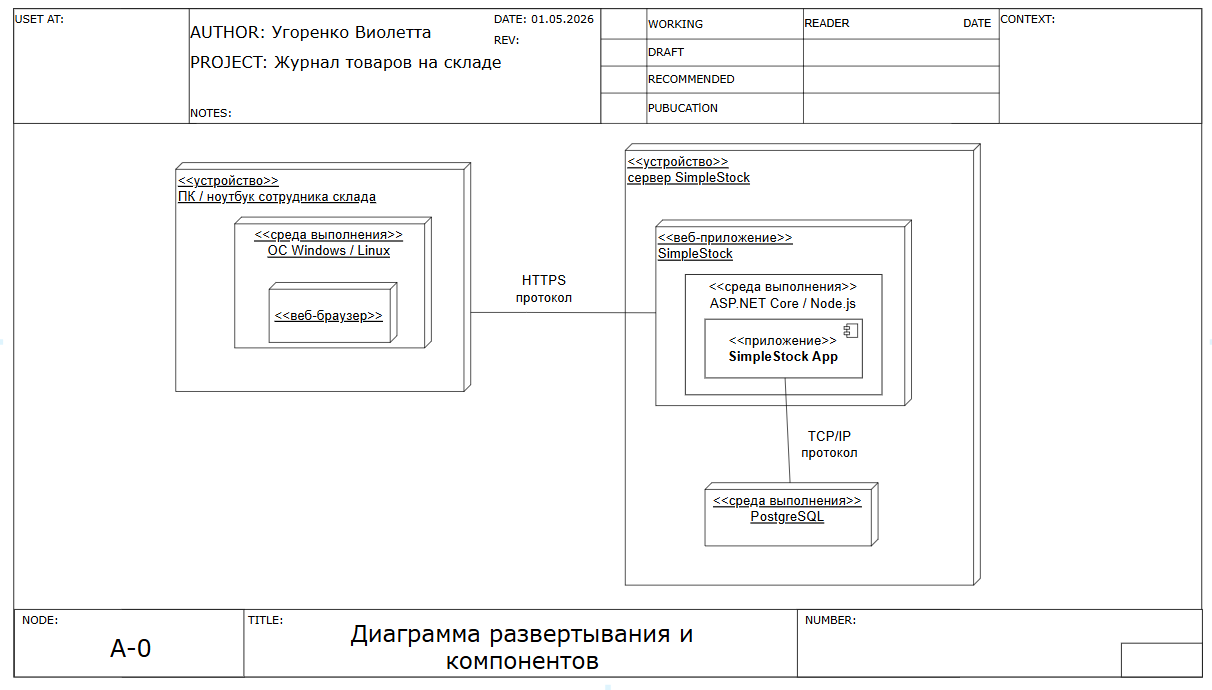 USET AT:
AUTHOR: Угоренко Виолетта
DATE: 01.05.2026
REV:
PROJECT: Журнал товаров на складе
NOTES:
WORKING
DRAFT
RECOMMENDED
PUBUCATION
READER DATE
CONTEXT:
<<устройство>>
ПК / ноутбук сотрудника склада
<<среда выполнения>>
ОС Windows / Linux
<<веб-браузер>>
HTTPS
протокол
<<устройство>>
сервер SimpleStock
<<веб-приложение>>
SimpleStock
<<среда выполнения>>
ASP.NET Core / Node.js
<<приложение>>
SimpleStock App
TCP/IP
протокол
<<среда выполнения>>
PostgreSQL
NODE:
A-0
TITLE:
Диаграмма развертывания и
компонентов
NUMBER: